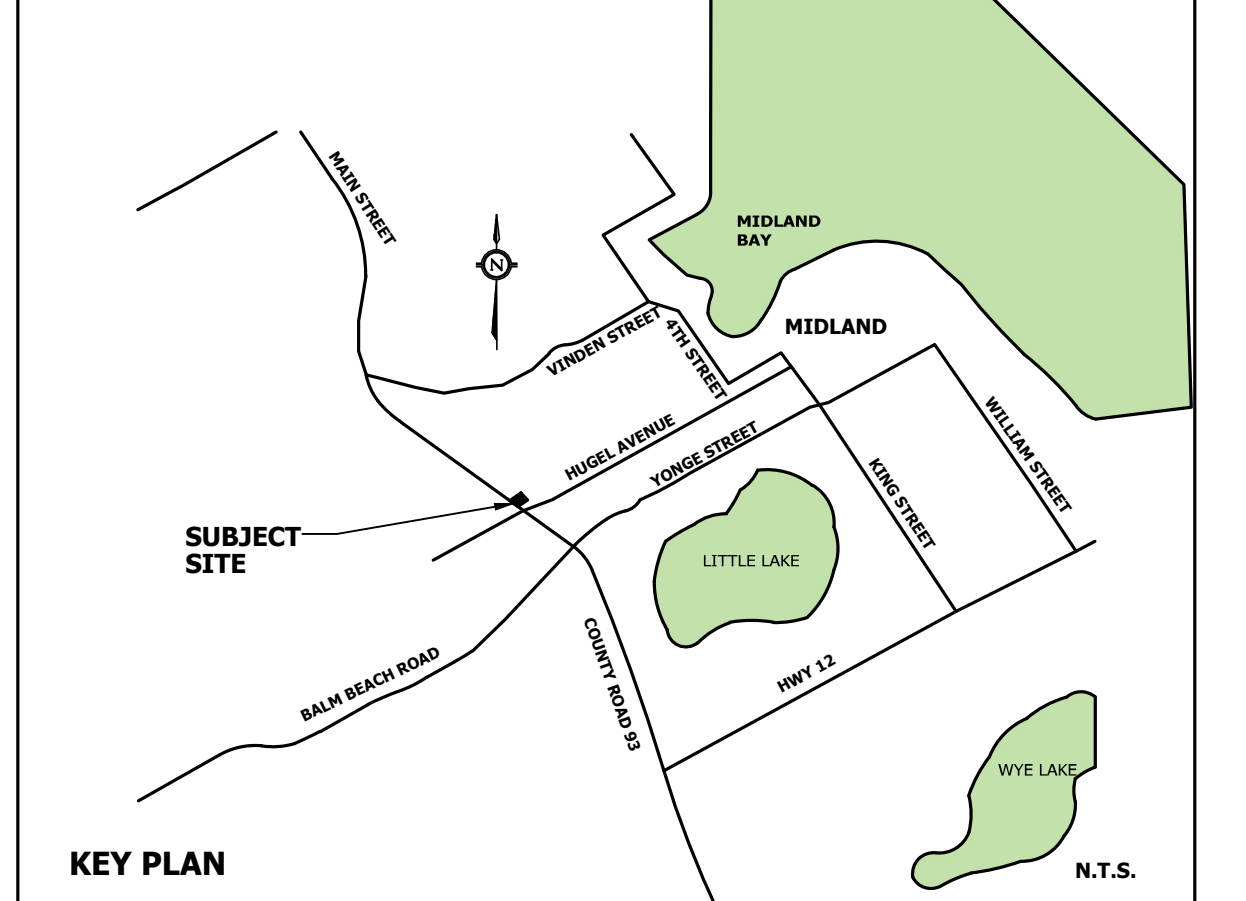 MAIN STREET
MIDLAND
BAY
N
MIDLAND
VINDEN STREET
4TH STREET
WILLIAM STREET
HUGEL AVENUE
YONGE STREET
KING STREET
SUBJECT
SITE
LITTLE LAKE
COUNTY ROAD 93
BALM BEACH ROAD
HWY 12
WYE LAKE
KEY PLAN
N.T.S.